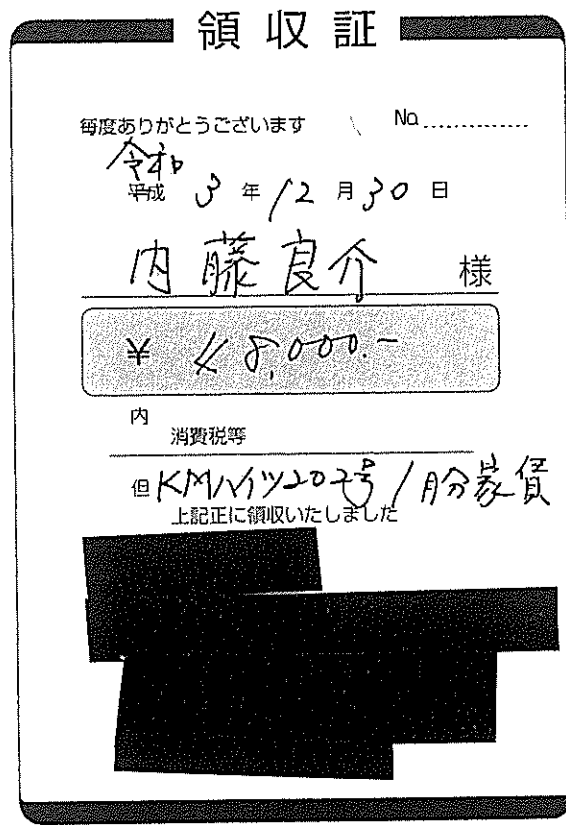 領収証
毎度ありがとうございます No.
令和
平成 3 年 12 月 30 日
内藤良介 様
¥ 48,000.-
内
消費税等
但 KMハイツ202号 1月分家賃
上記正に領収いたしました